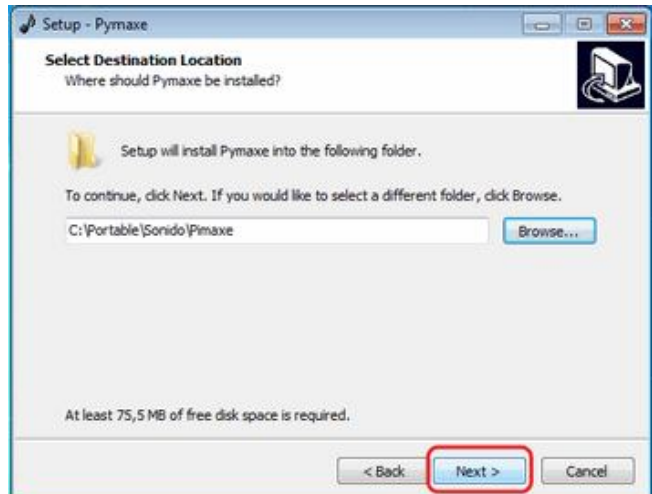 Setup - Pymaxe
Select Destination Location
Where should Pymaxe be installed?
Setup will install Pymaxe into the following folder.
To continue, click Next. If you would like to select a different folder, click Browse.
C:\Portable\Sonido\Pimaxe
Browse...
At least 75,5 MB of free disk space is required.
< Back
Next >
Cancel